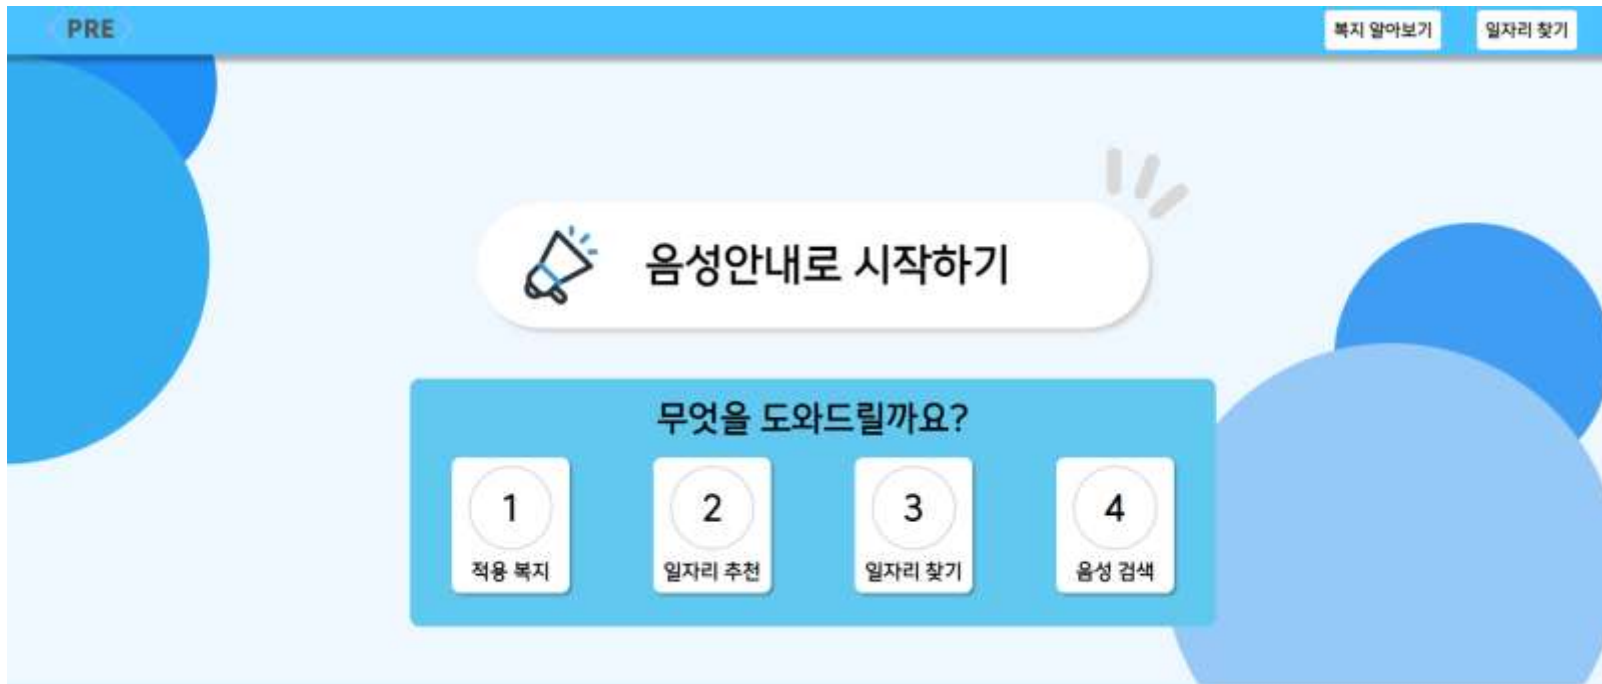 PRE
복지 알아보기
일자리 찾기
음성안내로 시작하기
무엇을 도와드릴까요?
1
적용 복지
2
일자리 추천
3
일자리 찾기
4
음성 검색